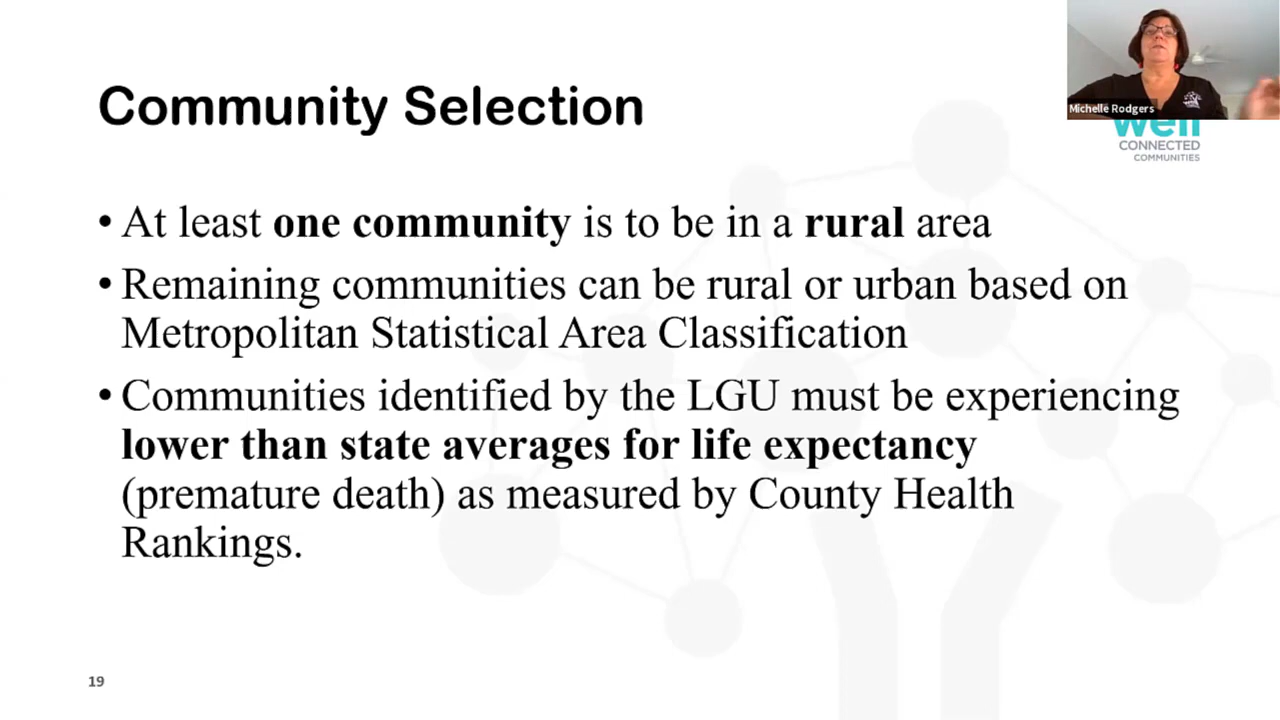 Community Selection
Michelle Rodgers
well
CONNECTED
COMMUNITIES
• At least one community is to be in a rural area
• Remaining communities can be rural or urban based on
Metropolitan Statistical Area Classification
• Communities identified by the LGU must be experiencing
lower than state averages for life expectancy
(premature death) as measured by County Health
Rankings.
19